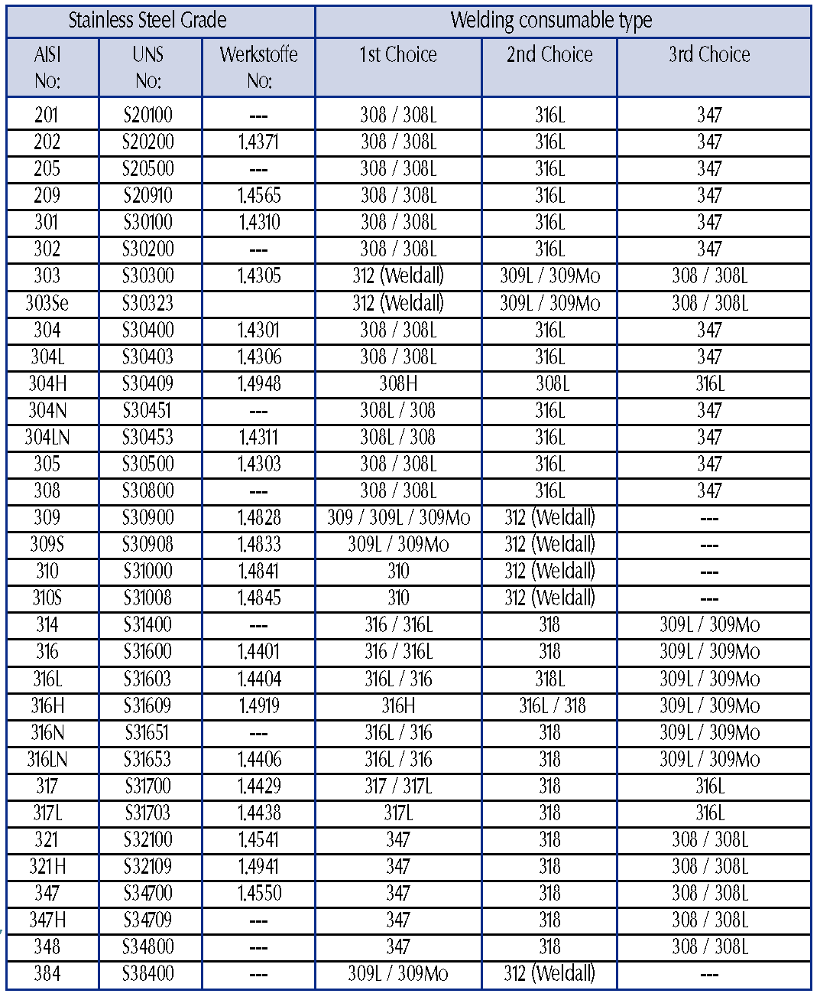 Stainless Steel Grade Welding consumable type
AISI UNS Werkstoffe 1st Choice 2nd Choice 3rd Choice
No: No: No:
201 S20100 --- 308 / 308L 316L 347
202 S20200 1.4371 308 / 308L 316L 347
205 S20500 --- 308 / 308L 316L 347
209 S20910 1.4565 308 / 308L 316L 347
301 S30100 1.4310 308 / 308L 316L 347
302 S30200 --- 308 / 308L 316L 347
303 S30300 1.4305 312 (Weldall) 309L / 309Mo 308 / 308L
303Se S30323 312 (Weldall) 309L / 309Mo 308 / 308L
304 S30400 1.4301 308 / 308L 316L 347
304L S30403 1.4306 308 / 308L 316L 347
304H S30409 1.4948 308H 308L 316L
304N S30451 --- 308L / 308 316L 347
304LN S30453 1.4311 308L / 308 316L 347
305 S30500 1.4303 308 / 308L 316L 347
308 S30800 --- 308 / 308L 316L 347
309 S30900 1.4828 309 / 309L / 309Mo 312 (Weldall) ---
309S S30908 1.4833 309L / 309Mo 312 (Weldall) ---
310 S31000 1.4841 310 312 (Weldall) ---
310S S31008 1.4845 310 312 (Weldall) ---
314 S31400 --- 316 / 316L 318 309L / 309Mo
316 S31600 1.4401 316 / 316L 318 309L / 309Mo
316L S31603 1.4404 316L / 316 318L 309L / 309Mo
316H S31609 1.4919 316H 316L / 318 309L / 309Mo
316N S31651 --- 316L / 316 318 309L / 309Mo
316LN S31653 1.4406 316L / 316 318 309L / 309Mo
317 S31700 1.4429 317 / 317L 318 316L
317L S31703 1.4438 317L 318 316L
321 S32100 1.4541 347 318 308 / 308L
321H S32109 1.4941 347 318 308 / 308L
347 S34700 1.4550 347 318 308 / 308L
347H S34709 --- 347 318 308 / 308L
348 S34800 --- 347 318 308 / 308L
384 S38400 --- 309L / 309Mo 312 (Weldall) ---